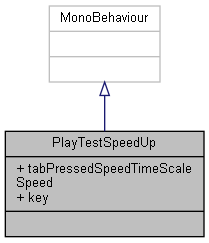 MonoBehaviour
PlayTestSpeedUp
+ tabPressedSpeedTimeScale
Speed
+ key